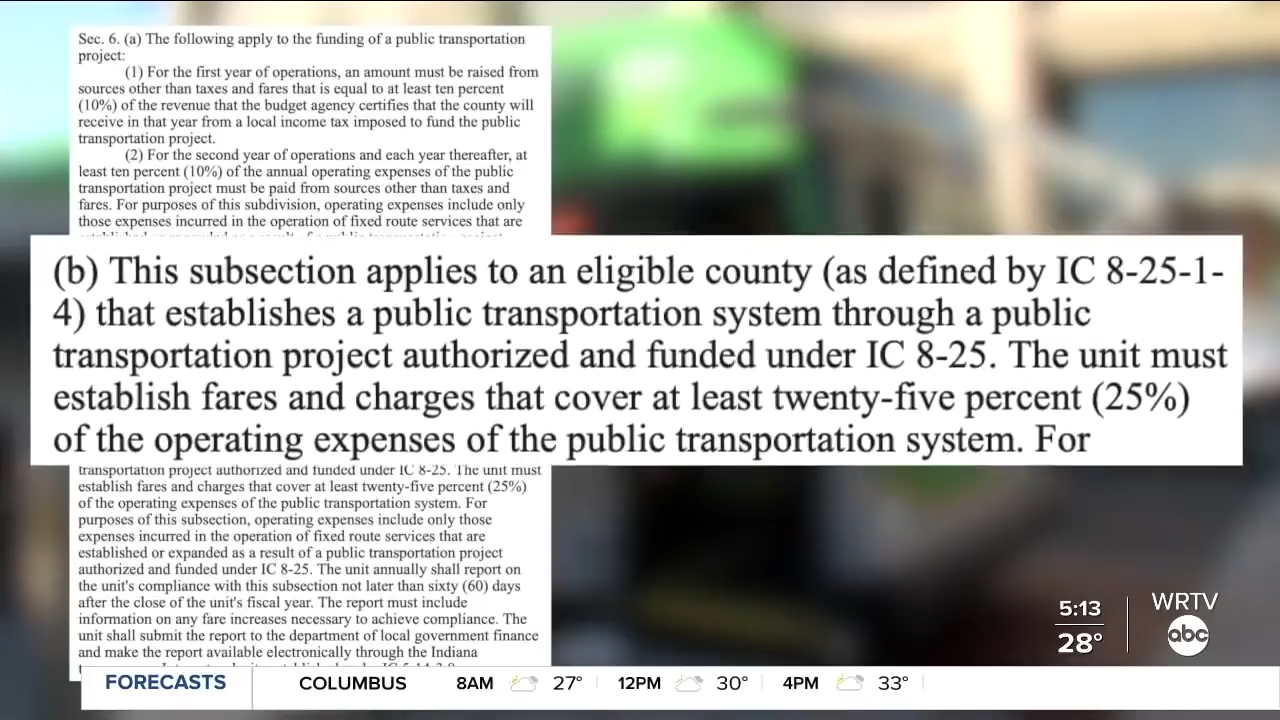 Sec. 6. (a) The following apply to the funding of a public transportation
project:
(1) For the first year of operations, an amount must be raised from
sources other than taxes and fares that is equal to at least ten percent
(10%) of the revenue that the budget agency certifies that the county will
receive in that year from a local income tax imposed to fund the public
transportation project.
(2) For the second year of operations and each year thereafter, at
least ten percent (10%) of the annual operating expenses of the public
transportation project must be paid from sources other than taxes and
fares. For purposes of this subdivision, operating expenses include only
those expenses incurred in the operation of fixed route services that are
(b) This subsection applies to an eligible county (as defined by IC 8-25-1-
4) that establishes a public transportation system through a public
transportation project authorized and funded under IC 8-25. The unit must
establish fares and charges that cover at least twenty-five percent (25%)
of the operating expenses of the public transportation system. For
transportation project authorized and funded under IC 8-25. The unit must
establish fares and charges that cover at least twenty-five percent (25%)
of the operating expenses of the public transportation system. For
purposes of this subsection, operating expenses include only those
expenses incurred in the operation of fixed route services that are
established or expanded as a result of a public transportation project
authorized and funded under IC 8-25. The unit annually shall report on
the unit's compliance with this subsection not later than sixty (60) days
after the close of the unit's fiscal year. The report must include
information on any fare increases necessary to achieve compliance. The
unit shall submit the report to the department of local government finance
and make the report available electronically through the Indiana
5:13
28°
WRTV
abc
FORECASTS COLUMBUS 8AM 27° 12PM 30° 4PM 33°